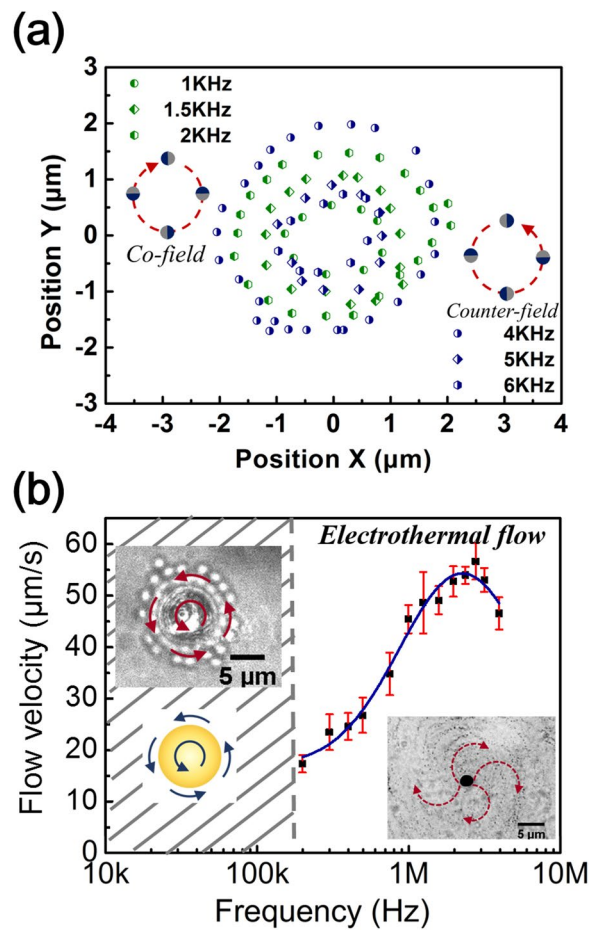 (a)
3
2
1
0
-1
-2
-3
Position Y (µm)
1KHz
1.5KHz
2KHz
Co-field
Counter-field
4KHz
5KHz
6KHz
-4 -3 -2 -1 0 1 2 3 4
Position X (µm)
(b)
60
50
40
30
20
10
0
Flow velocity (µm/s)
Electrothermal flow
5 µm
5 µm
10k 100k 1M 10M
Frequency (Hz)